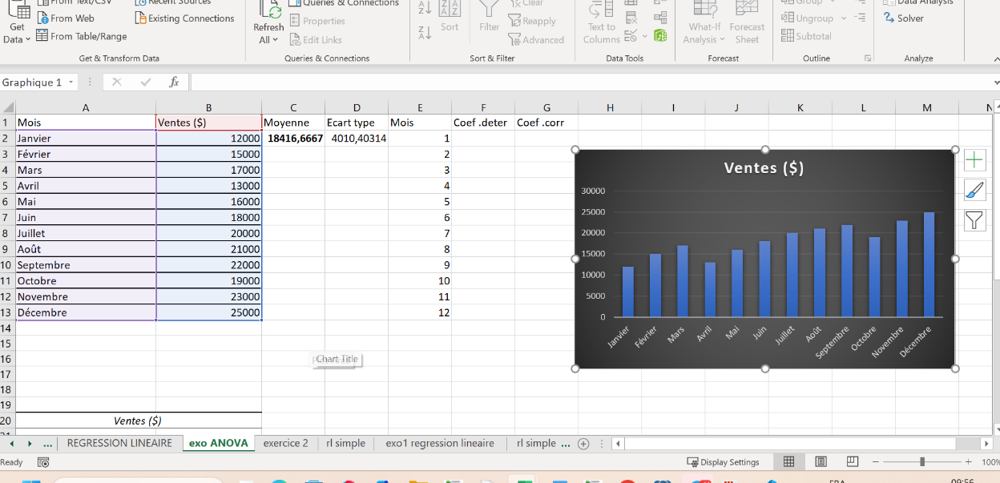 From Text/CSV Recent Sources Queries & Connections Clear Group Data Analysis
From Web Existing Connections Properties Reapply Ungroup Solver
Get Data From Table/Range Refresh All Edit Links Sort Filter Advanced Text to Columns What-If Analysis Forecast Sheet Subtotal
Get & Transform Data Queries & Connections Sort & Filter Data Tools Forecast Outline Analyze
Graphique 1 fx
A B C D E F G H I J K L M N
1 Mois Ventes ($) Moyenne Ecart type Mois Coef .deter Coef .corr
2 Janvier 12000 18416,6667 4010,40314 1
3 Février 15000 2
4 Mars 17000 3
5 Avril 13000 4
6 Mai 16000 5
7 Juin 18000 6
8 Juillet 20000 7
9 Août 21000 8
10 Septembre 22000 9
11 Octobre 19000 10
12 Novembre 23000 11
13 Décembre 25000 12
14
15
16
17
18
19
20 Ventes ($)
Chart Title
Ventes ($)
30000
25000
20000
15000
10000
5000
0
Janvier Février Mars Avril Mai Juin Juillet Août Septembre Octobre Novembre Décembre
... REGRESSION LINEAIRE exo ANOVA exercice 2 rl simple exo1 regression lineaire rl simple ...
Ready Display Settings 100%